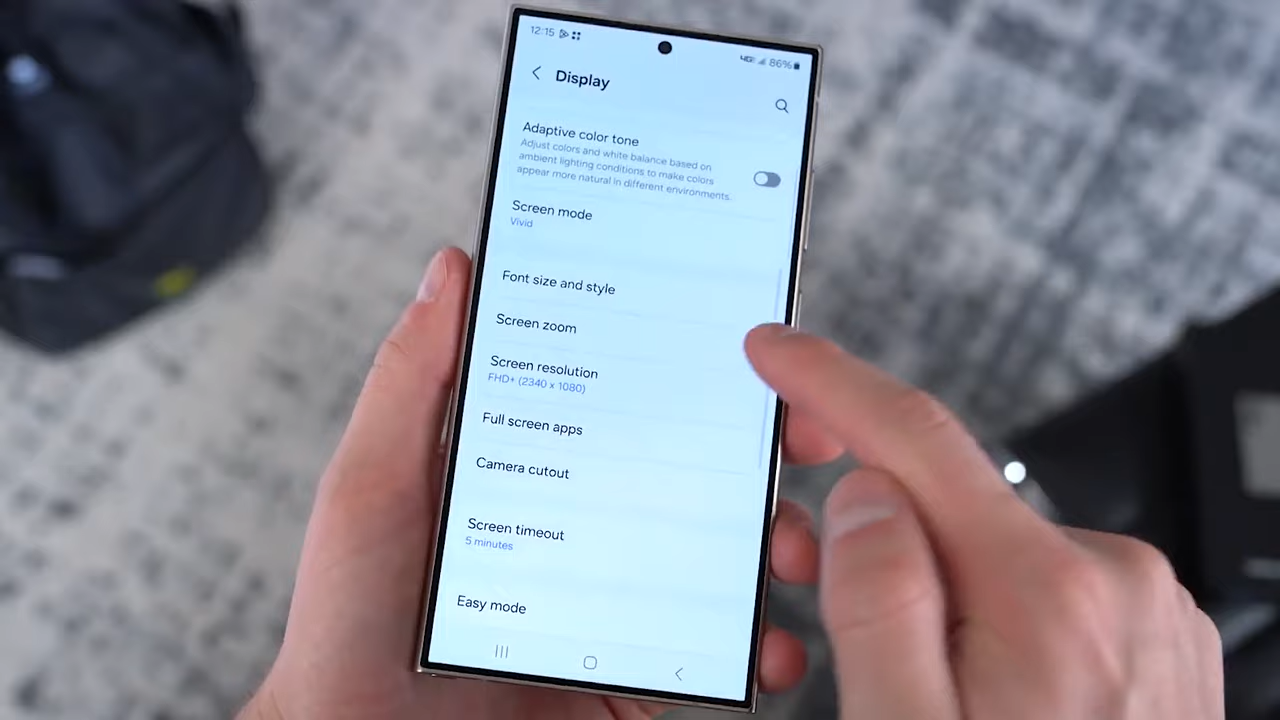 12:15
86%
Display
Adaptive color tone
Adjust colors and white balance based on
ambient lighting conditions to make colors
appear more natural in different environments.
Screen mode
Vivid
Font size and style
Screen zoom
Screen resolution
FHD+ (2340 x 1080)
Full screen apps
Camera cutout
Screen timeout
5 minutes
Easy mode